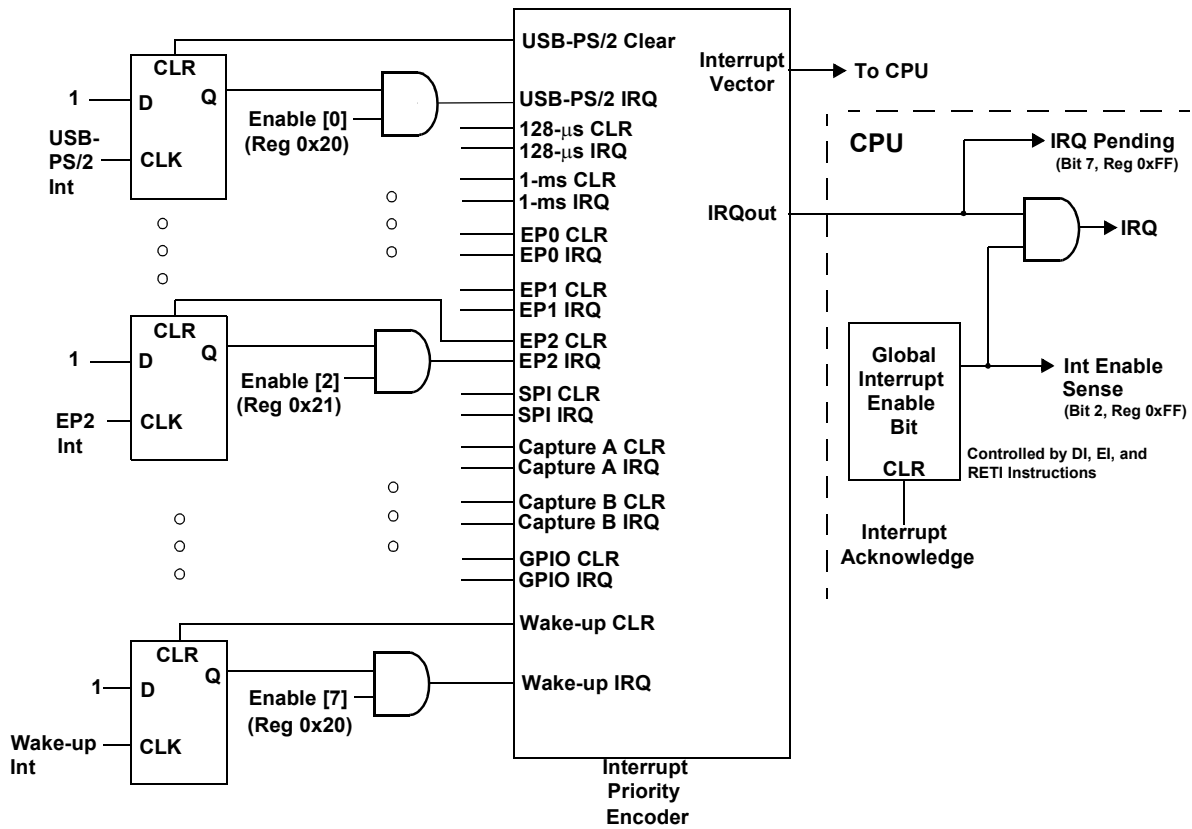 USB-PS/2 Clear
CLR
D
Q
1
CLK
USB-
PS/2
Int
Enable [0]
(Reg 0x20)
USB-PS/2 IRQ
128-μs CLR
128-μs IRQ
1-ms CLR
1-ms IRQ
EP0 CLR
EP0 IRQ
EP1 CLR
EP1 IRQ
CLR
D
Q
1
CLK
EP2
Int
Enable [2]
(Reg 0x21)
EP2 CLR
EP2 IRQ
SPI CLR
SPI IRQ
Capture A CLR
Capture A IRQ
Capture B CLR
Capture B IRQ
GPIO CLR
GPIO IRQ
Wake-up CLR
CLR
D
Q
1
CLK
Wake-up
Int
Enable [7]
(Reg 0x20)
Wake-up IRQ
Interrupt
Priority
Encoder
Interrupt
Vector
To CPU
CPU
IRQ Pending
(Bit 7, Reg 0xFF)
IRQout
IRQ
Global
Interrupt
Enable
Bit
CLR
Int Enable
Sense
(Bit 2, Reg 0xFF)
Controlled by DI, EI, and
RETI Instructions
Interrupt
Acknowledge